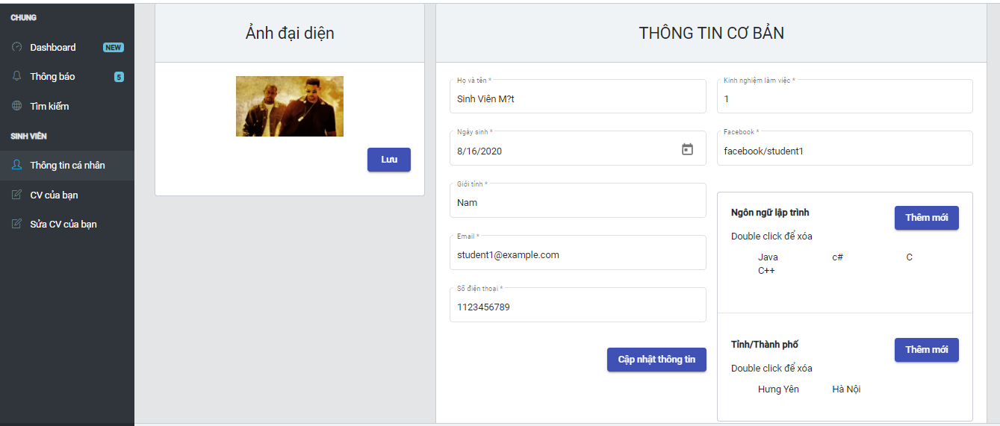 CHUNG
Dashboard NEW
Thông báo 5
Tìm kiếm
SINH VIÊN
Thông tin cá nhân
CV của bạn
Sửa CV của bạn
Ảnh đại diện
Lưu
THÔNG TIN CƠ BẢN
Họ và tên *
Sinh Viên M?t
Ngày sinh *
8/16/2020
Giới tính *
Nam
Email *
student1@example.com
Số điện thoại *
1123456789
Cập nhật thông tin
Kinh nghiệm làm việc *
1
Facebook *
facebook/student1
Ngôn ngữ lập trình Thêm mới
Double click để xóa
Java c# C
C++
Tỉnh/Thành phố Thêm mới
Double click để xóa
Hưng Yên Hà Nội